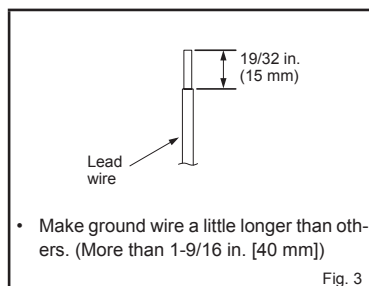 19/32 in.
(15 mm)
Lead
wire
• Make ground wire a little longer than oth-
ers. (More than 1-9/16 in. [40 mm])
Fig. 3